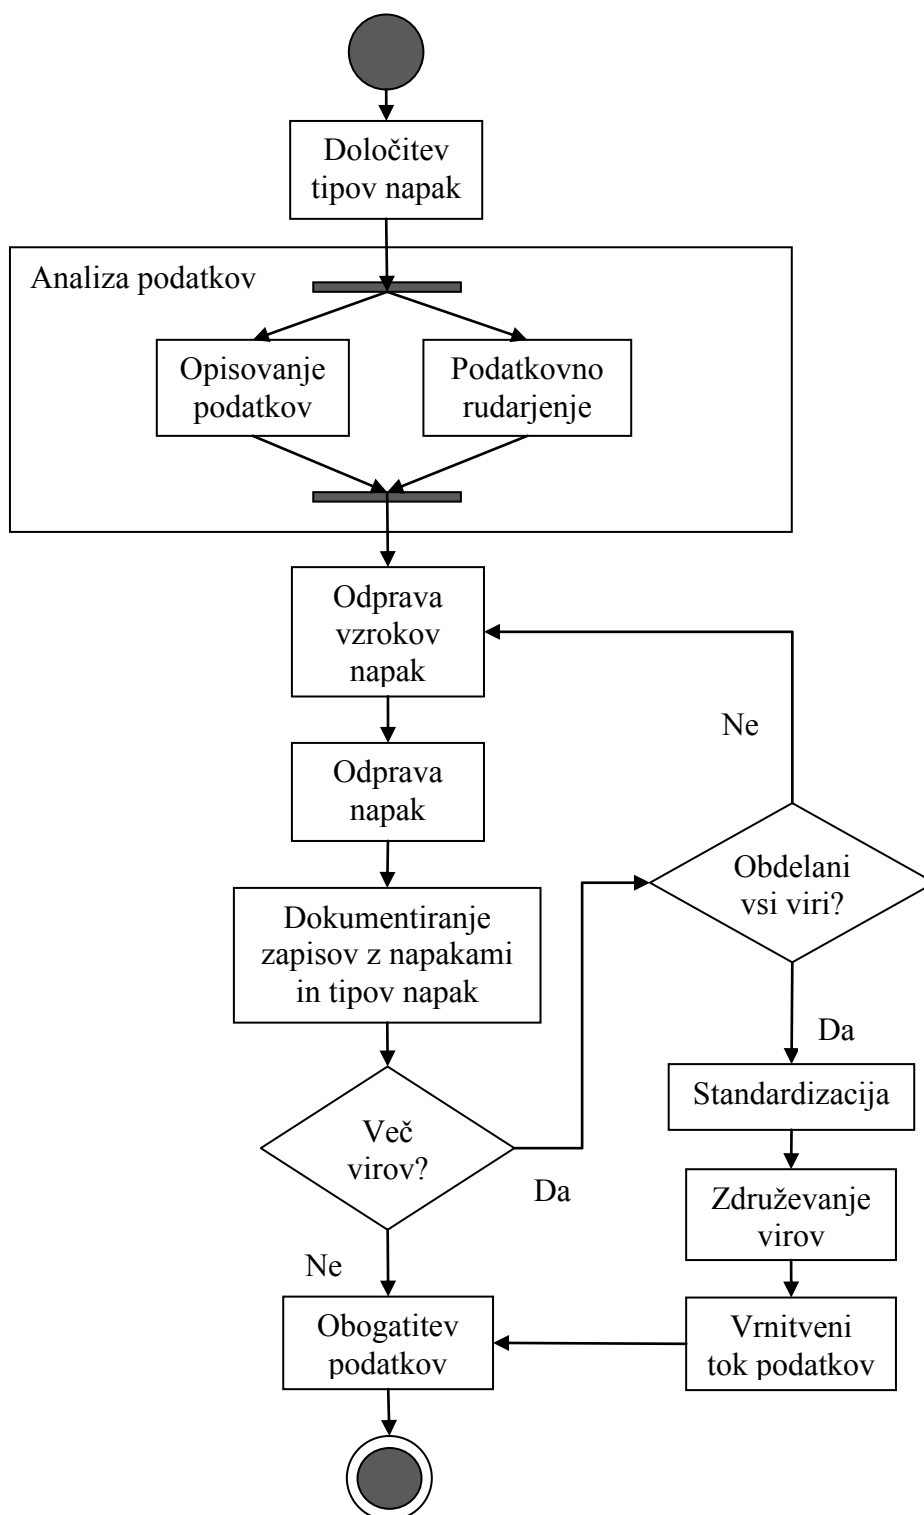 Določitev
tipov napak
Analiza podatkov
Opisovanje
podatkov
Podatkovno
rudarjenje
Odprava
vzrokov
napak
Ne
Odprava
napak
Obdelani
vsi viri?
Dokumentiranje
zapisov z napakami
in tipov napak
Da
Standardizacija
Več
virov?
Da
Združevanje
virov
Ne
Obogatitev
podatkov
Vrnitveni
tok podatkov